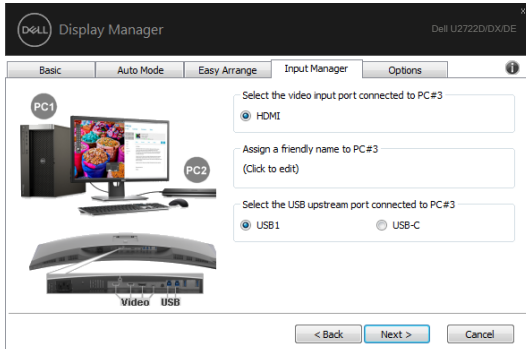 DELL Display Manager
Dell U2722D/DX/DE
Basic Auto Mode Easy Arrange Input Manager Options
Select the video input port connected to PC#3
HDMI
Assign a friendly name to PC#3
(Click to edit)
Select the USB upstream port connected to PC#3
USB1 USB-C
PC1
PC2
Video USB
< Back Next > Cancel